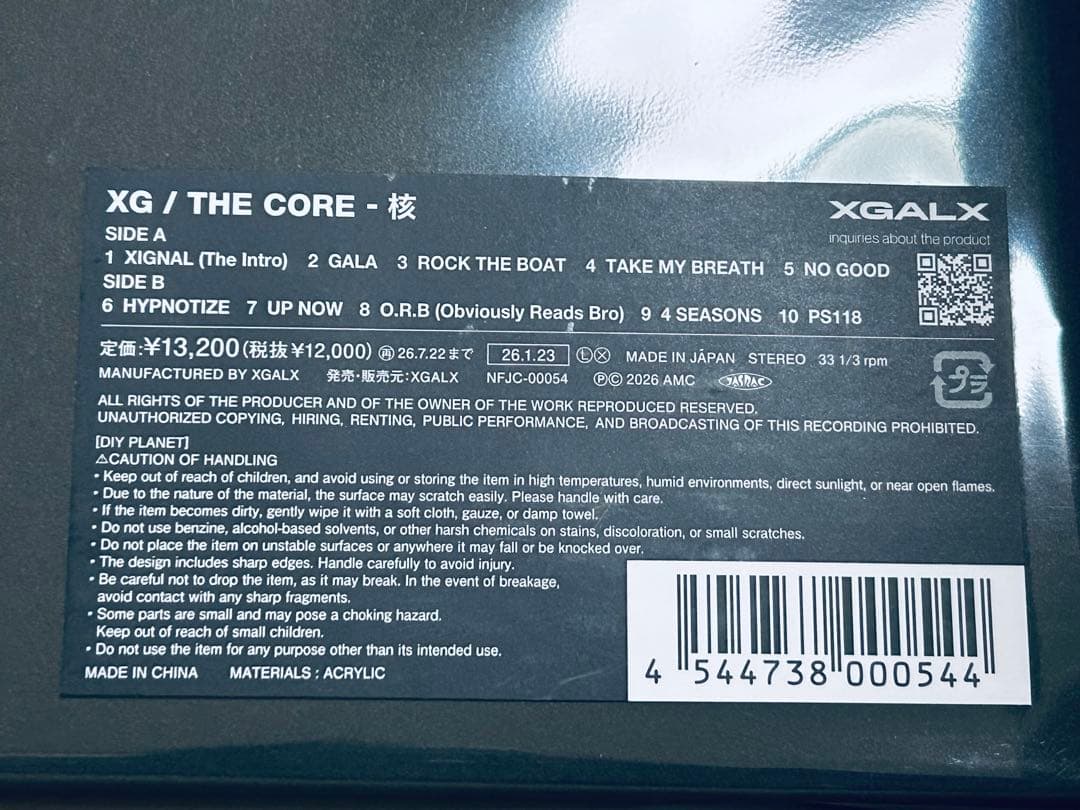 XG / THE CORE - 核
XGALX
inquiries about the product
SIDE A
1 XIGNAL (The Intro) 2 GALA 3 ROCK THE BOAT 4 TAKE MY BREATH 5 NO GOOD
SIDE B
6 HYPNOTIZE 7 UP NOW 8 O.R.B (Obviously Reads Bro) 9 4 SEASONS 10 PS118
定価:¥13,200(税抜¥12,000) ㊞26.7.22まで 26.1.23 Ⓛ MADE IN JAPAN STEREO 33 1/3 rpm
MANUFACTURED BY XGALX 発売・販売元:XGALX NFJC-00054 ℗© 2026 AMC JASRAC
プラ
ALL RIGHTS OF THE PRODUCER AND OF THE OWNER OF THE WORK REPRODUCED RESERVED.
UNAUTHORIZED COPYING, HIRING, RENTING, PUBLIC PERFORMANCE, AND BROADCASTING OF THIS RECORDING PROHIBITED.
[DIY PLANET]
⚠CAUTION OF HANDLING
・Keep out of reach of children, and avoid using or storing the item in high temperatures, humid environments, direct sunlight, or near open flames.
・Due to the nature of the material, the surface may scratch easily. Please handle with care.
・If the item becomes dirty, gently wipe it with a soft cloth, gauze, or damp towel.
・Do not use benzine, alcohol-based solvents, or other harsh chemicals on stains, discoloration, or small scratches.
・Do not place the item on unstable surfaces or anywhere it may fall or be knocked over.
・The design includes sharp edges. Handle carefully to avoid injury.
・Be careful not to drop the item, as it may break. In the event of breakage,
avoid contact with any sharp fragments.
・Some parts are small and may pose a choking hazard.
Keep out of reach of small children.
・Do not use the item for any purpose other than its intended use.
MADE IN CHINA MATERIALS : ACRYLIC
4 544738 000544